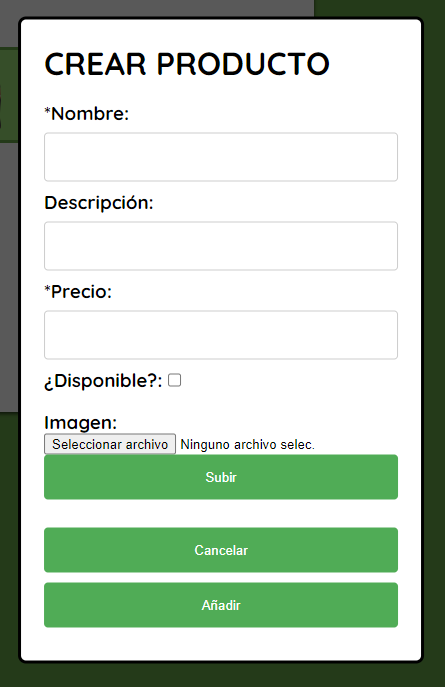 CREAR PRODUCTO
*Nombre:
Descripción:
*Precio:
¿Disponible?:
Imagen:
Seleccionar archivo Ninguno archivo selec.
Subir
Cancelar
Añadir